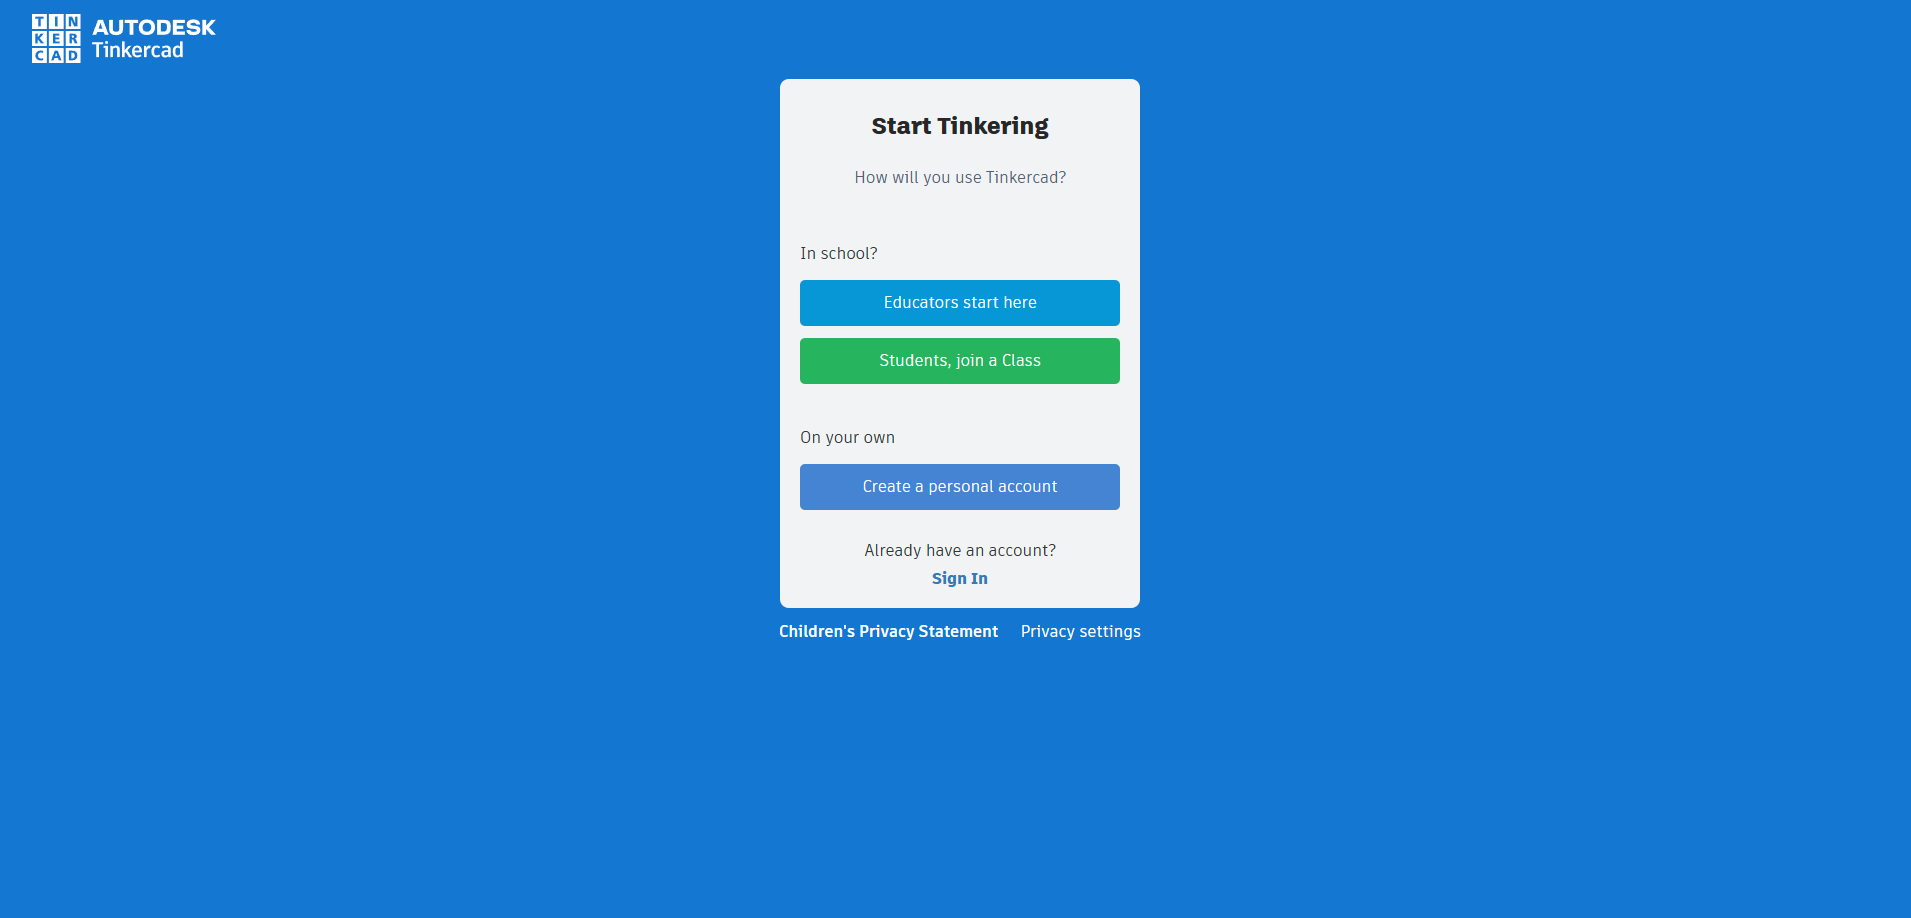 TIN
KER
CAD
AUTODESK
Tinkercad
Start Tinkering
How will you use Tinkercad?
In school?
Educators start here
Students, join a Class
On your own
Create a personal account
Already have an account?
Sign In
Children's Privacy Statement Privacy settings